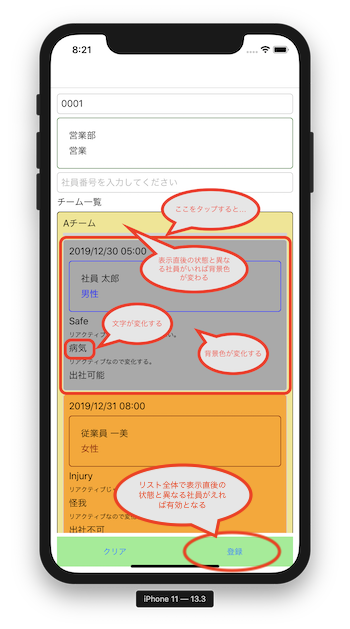 8:21
0001
営業部
営業
社員番号を入力してください
チーム一覧
ここをタップすると…
Aチーム
2019/12/30 05:00
表示直後の状態と異な
る社員がいれば背景色
が変わる
社員 太郎
男性
Safe
文字が変化する
リアクティブじ
い。
病気
背景色が変化する
リアクティブなので変化する。
出社可能
2019/12/31 08:00
従業員 一美
女性
Injury
リアクティブじ
怪我
リアクティブなので変
出社不可
リスト全体で表示直後の
状態と異なる社員がえれ
ば有効となる
クリア
登録
iPhone 11 — 13.3